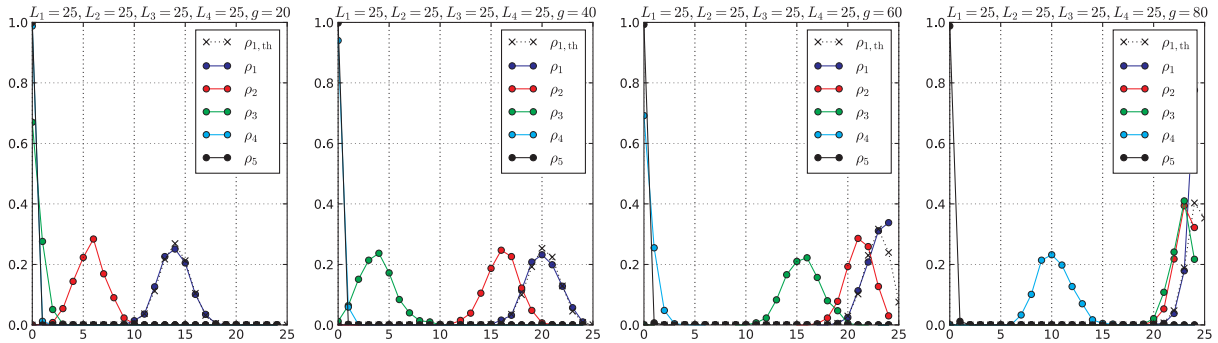 L₁ = 25, L₂ = 25, L₃ = 25, L₄ = 25, g = 20
1.0
0.8
0.6
0.4
0.2
0.0
0 5 10 15 20 25
ρ₁,th
ρ₁
ρ₂
ρ₃
ρ₄
ρ₅
L₁ = 25, L₂ = 25, L₃ = 25, L₄ = 25, g = 40
1.0
0.8
0.6
0.4
0.2
0.0
0 5 10 15 20 25
ρ₁,th
ρ₁
ρ₂
ρ₃
ρ₄
ρ₅
L₁ = 25, L₂ = 25, L₃ = 25, L₄ = 25, g = 60
1.0
0.8
0.6
0.4
0.2
0.0
0 5 10 15 20 25
ρ₁,th
ρ₁
ρ₂
ρ₃
ρ₄
ρ₅
L₁ = 25, L₂ = 25, L₃ = 25, L₄ = 25, g = 80
1.0
0.8
0.6
0.4
0.2
0.0
0 5 10 15 20 25
ρ₁,th
ρ₁
ρ₂
ρ₃
ρ₄
ρ₅